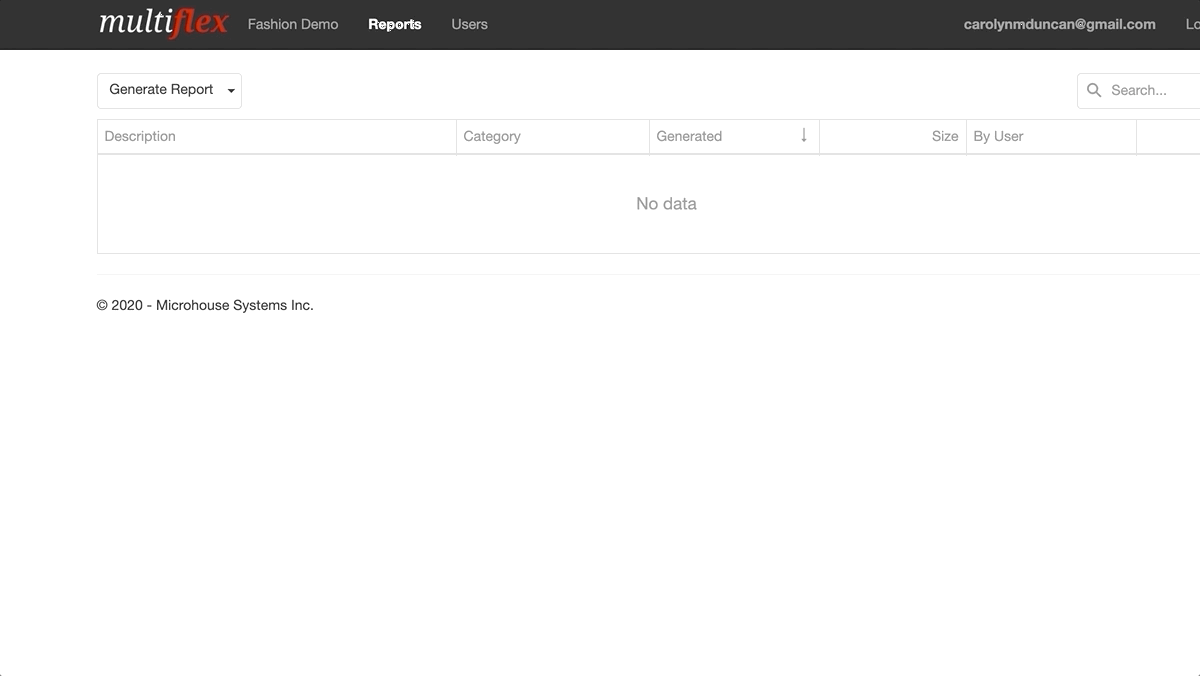 multiflex Fashion Demo Reports Users carolynmduncan@gmail.com
Generate Report Search...
Description Category Generated Size By User
No data
© 2020 - Microhouse Systems Inc.